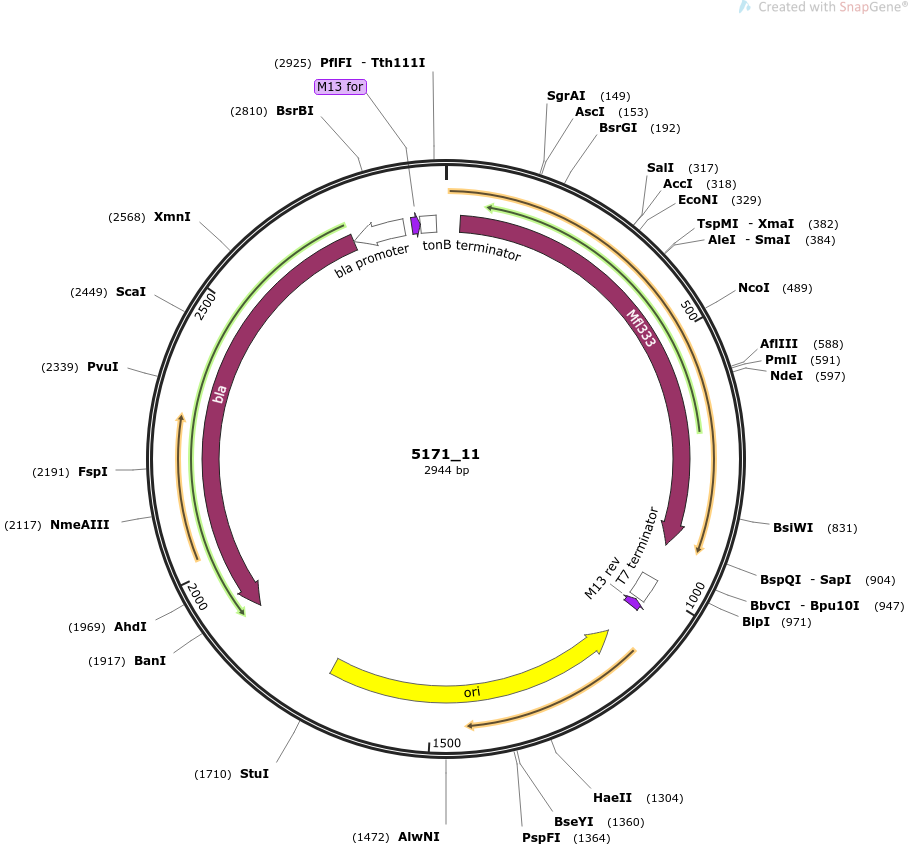 Created with SnapGene®
(2925) PflFI - Tth111I
M13 for
(2810) BsrBI
SgrAI (149)
AscI (153)
BsrGI (192)
SalI (317)
AccI (318)
EcoNI (329)
TspMI - XmaI (382)
AleI - SmaI (384)
NcoI (489)
AflIII (588)
PmlI (591)
NdeI (597)
BsiWI (831)
BspQI - SapI (904)
BbvCI - Bpu10I (947)
BlpI (971)
HaeII (1304)
BseYI (1360)
PspFI (1364)
(1472) AlwNI
(1710) StuI
(1917) BanI
(1969) AhdI
(2117) NmeAIII
(2191) FspI
(2339) PvuI
(2449) ScaI
(2568) XmnI
bla promoter
tonB terminator
Mfl333
500
T7 terminator
M13 rev
1000
ori
1500
2000
bla
2500
5171_11
2944 bp